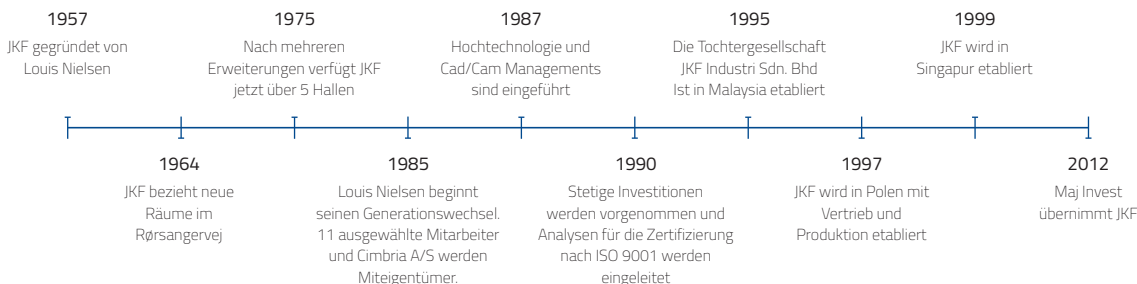 1957
JKF gegründet von
Louis Nielsen
1975
Nach mehreren
Erweiterungen verfügt JKF
jetzt über 5 Hallen
1987
Hochtechnologie und
Cad/Cam Managements
sind eingeführt
1995
Die Tochtergesellschaft
JKF Industri Sdn. Bhd
Ist in Malaysia etabliert
1999
JKF wird in
Singapur etabliert
1964
JKF bezieht neue
Räume im
Rørsangervej
1985
Louis Nielsen beginnt
seinen Generationswechsel.
11 ausgewählte Mitarbeiter
und Cimbria A/S werden
Miteigentümer.
1990
Stetige Investitionen
werden vorgenommen und
Analysen für die Zertifizierung
nach ISO 9001 werden
eingeleitet
1997
JKF wird in Polen mit
Vertrieb und
Produktion etabliert
2012
Maj Invest
übernimmt JKF